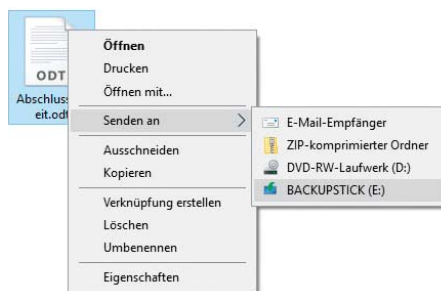 ODT
Abschluss
eit.odt
Öffnen
Drucken
Öffnen mit...
Senden an
Ausschneiden
Kopieren
Verknüpfung erstellen
Löschen
Umbenennen
Eigenschaften
E-Mail-Empfänger
ZIP-komprimierter Ordner
DVD-RW-Laufwerk (D:)
BACKUPSTICK (E:)